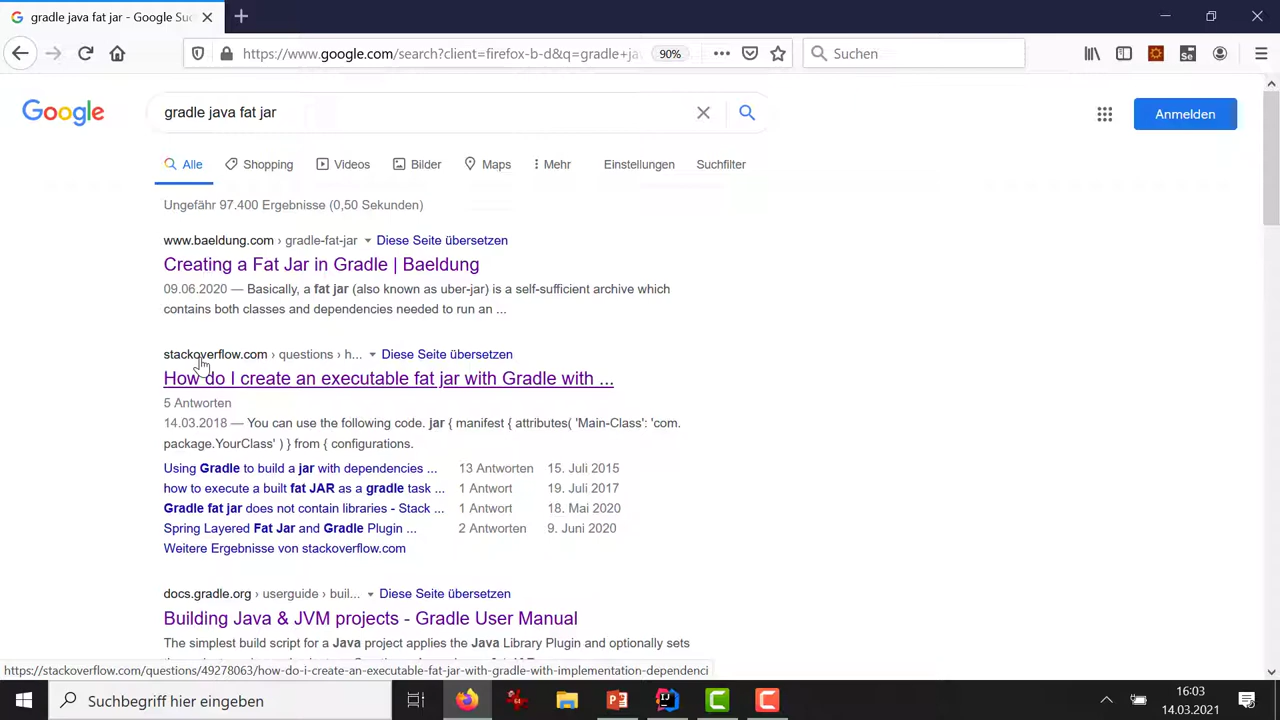 gradle java fat jar - Google Suc
https://www.google.com/search?client=firefox-b-d&q=gradle+ja
90%
Suchen
Google
gradle java fat jar
Anmelden
Alle Shopping Videos Bilder Maps Mehr Einstellungen Suchfilter
Ungefähr 97.400 Ergebnisse (0,50 Sekunden)
www.baeldung.com › gradle-fat-jar Diese Seite übersetzen
Creating a Fat Jar in Gradle | Baeldung
09.06.2020 — Basically, a fat jar (also known as uber-jar) is a self-sufficient archive which
contains both classes and dependencies needed to run an ...
stackoverflow.com › questions › h... Diese Seite übersetzen
How do I create an executable fat jar with Gradle with ...
5 Antworten
14.03.2018 — You can use the following code. jar { manifest { attributes( 'Main-Class': 'com.
package.YourClass' ) } from { configurations.
Using Gradle to build a jar with dependencies ... 13 Antworten 15. Juli 2015
how to execute a built fat JAR as a gradle task ... 1 Antwort 19. Juli 2017
Gradle fat jar does not contain libraries - Stack ... 1 Antwort 18. Mai 2020
Spring Layered Fat Jar and Gradle Plugin ... 2 Antworten 9. Juni 2020
Weitere Ergebnisse von stackoverflow.com
docs.gradle.org › userguide › buil... Diese Seite übersetzen
Building Java & JVM projects - Gradle User Manual
The simplest build script for a Java project applies the Java Library Plugin and optionally sets
https://stackoverflow.com/questions/49278063/how-do-i-create-an-executable-fat-jar-with-gradle-with-implementation-dependenci
Suchbegriff hier eingeben
16:03
14.03.2021